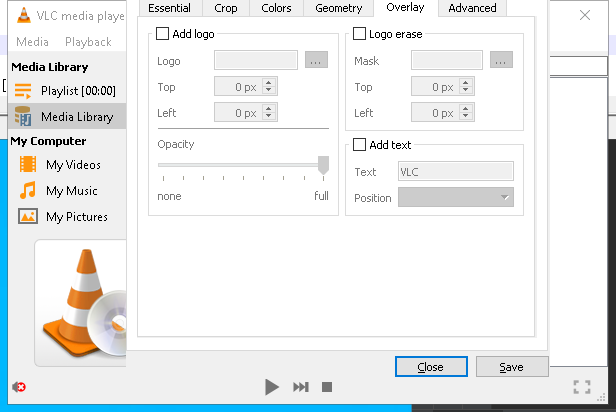 VLC media playe
Media Playback
Media Library
Playlist [00:00]
Media Library
My Computer
My Videos
My Music
My Pictures
Essential Crop Colors Geometry Overlay Advanced
Add logo
Logo ...
Top 0 px
Left 0 px
Opacity
none full
Logo erase
Mask ...
Top 0 px
Left 0 px
Add text
Text VLC
Position
Close Save